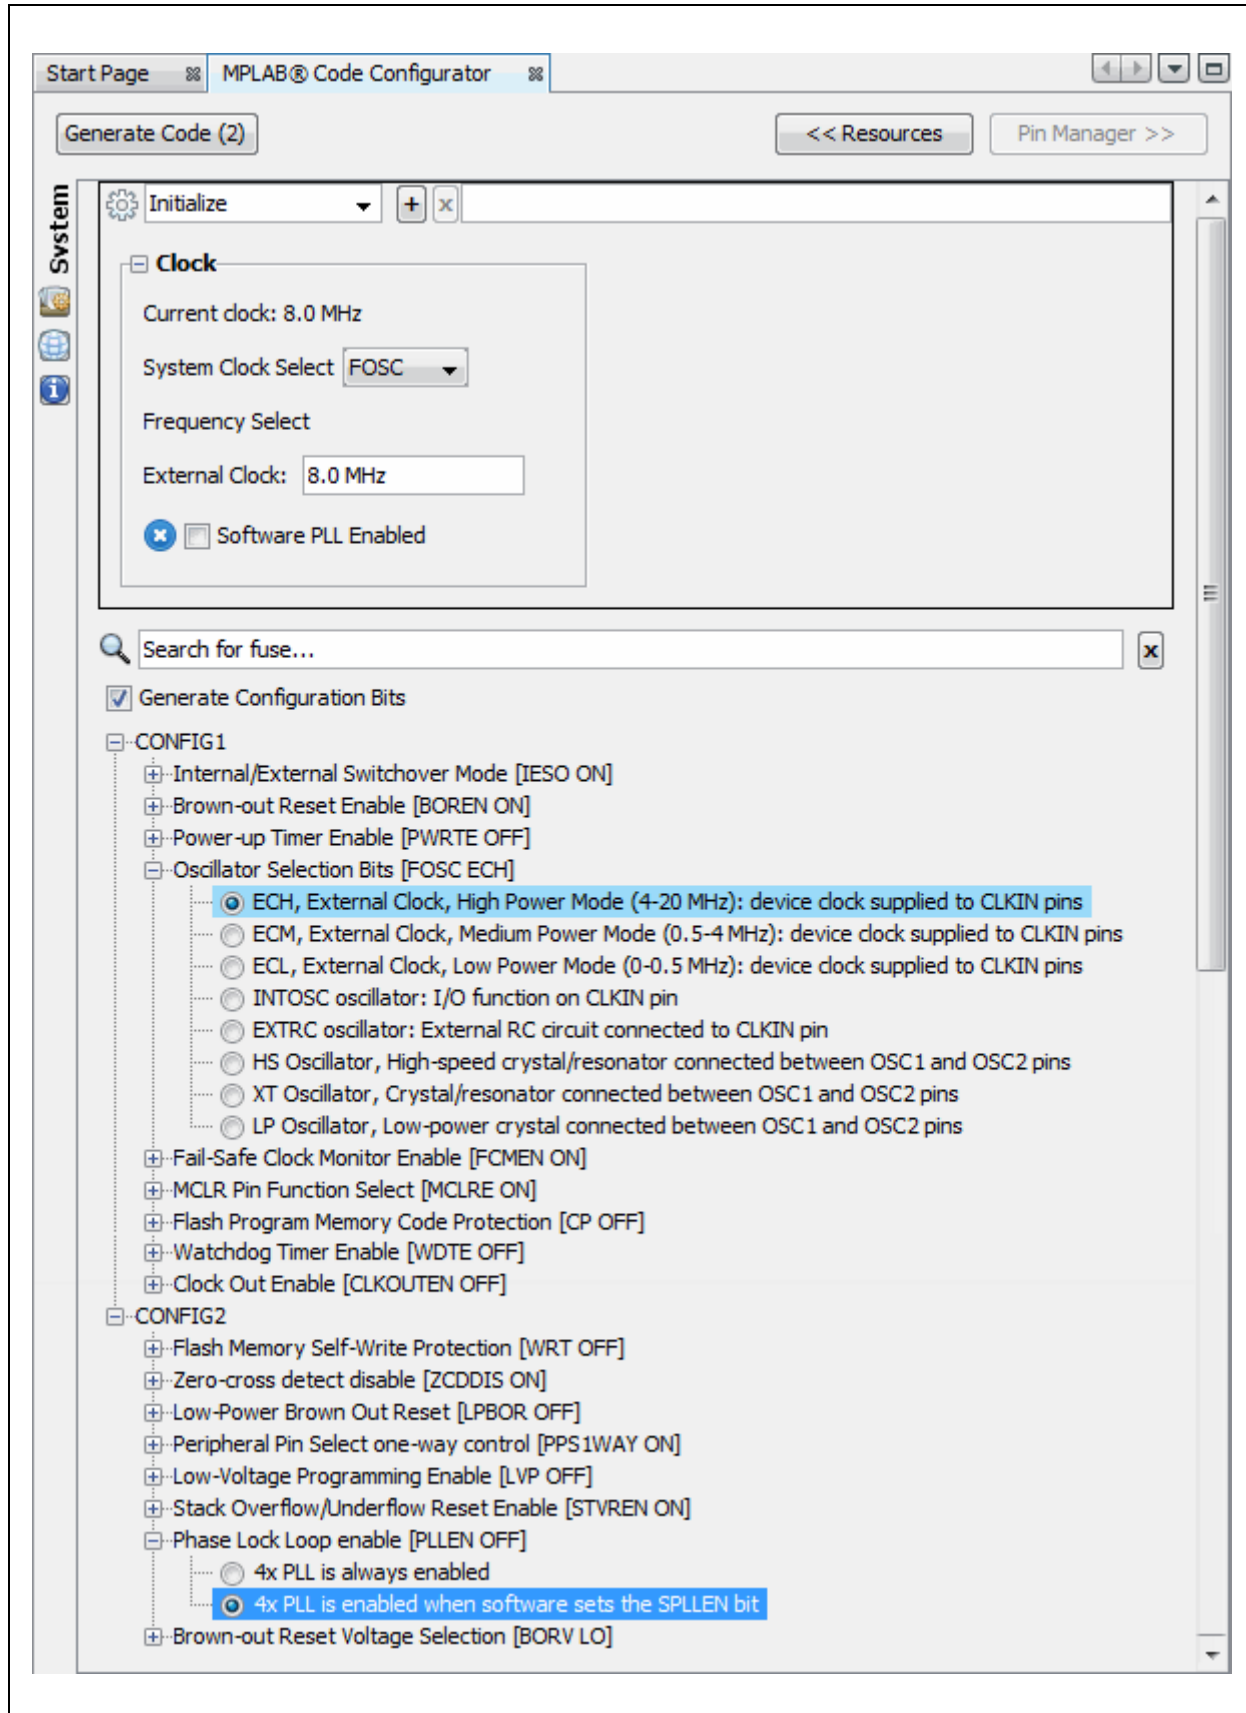 Start Page MPLAB® Code Configurator
Generate Code (2) << Resources Pin Manager >>
System
Initialize + x
Clock
Current clock: 8.0 MHz
System Clock Select FOSC
Frequency Select
External Clock: 8.0 MHz
Software PLL Enabled
Search for fuse... x
Generate Configuration Bits
CONFIG1
Internal/External Switchover Mode [IESO ON]
Brown-out Reset Enable [BOREN ON]
Power-up Timer Enable [PWRTE OFF]
Oscillator Selection Bits [FOSC ECH]
ECH, External Clock, High Power Mode (4-20 MHz): device clock supplied to CLKIN pins
ECM, External Clock, Medium Power Mode (0.5-4 MHz): device clock supplied to CLKIN pins
ECL, External Clock, Low Power Mode (0-0.5 MHz): device clock supplied to CLKIN pins
INTOSC oscillator: I/O function on CLKIN pin
EXTRC oscillator: External RC circuit connected to CLKIN pin
HS Oscillator, High-speed crystal/resonator connected between OSC1 and OSC2 pins
XT Oscillator, Crystal/resonator connected between OSC1 and OSC2 pins
LP Oscillator, Low-power crystal connected between OSC1 and OSC2 pins
Fail-Safe Clock Monitor Enable [FCMEN ON]
MCLR Pin Function Select [MCLRE ON]
Flash Program Memory Code Protection [CP OFF]
Watchdog Timer Enable [WDTE OFF]
Clock Out Enable [CLKOUTEN OFF]
CONFIG2
Flash Memory Self-Write Protection [WRT OFF]
Zero-cross detect disable [ZCDDIS ON]
Low-Power Brown Out Reset [LPBOR OFF]
Peripheral Pin Select one-way control [PPS1WAY ON]
Low-Voltage Programming Enable [LVP OFF]
Stack Overflow/Underflow Reset Enable [STVREN ON]
Phase Lock Loop enable [PLLEN OFF]
4x PLL is always enabled
4x PLL is enabled when software sets the SPLLEN bit
Brown-out Reset Voltage Selection [BORV LO]